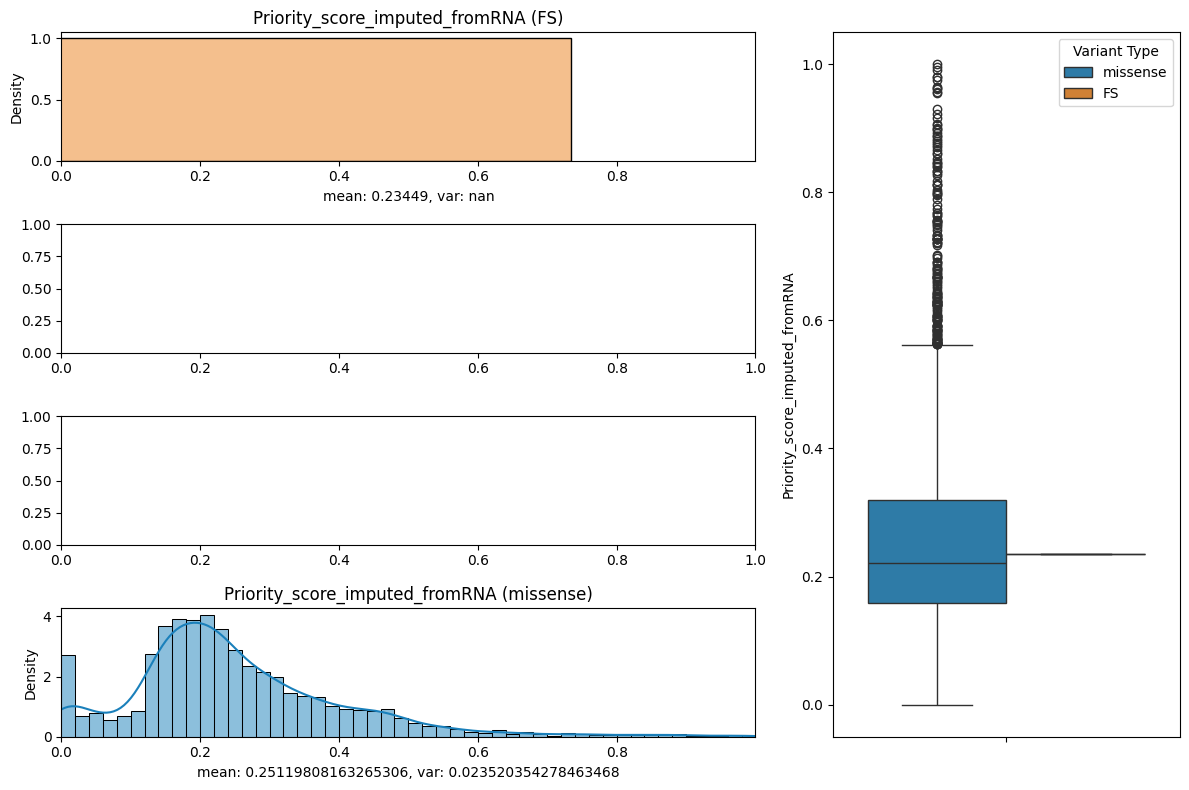 Priority_score_imputed_fromRNA (FS)
Density
1.0
0.5
0.0
0.0 0.2 0.4 0.6 0.8
mean: 0.23449, var: nan
1.00
0.75
0.50
0.25
0.00
0.0 0.2 0.4 0.6 0.8 1.0
1.00
0.75
0.50
0.25
0.00
0.0 0.2 0.4 0.6 0.8 1.0
Priority_score_imputed_fromRNA (missense)
Density
4
2
0
0.0 0.2 0.4 0.6 0.8
mean: 0.25119808163265306, var: 0.023520354278463468
Priority_score_imputed_fromRNA
1.0
0.8
0.6
0.4
0.2
0.0
Variant Type
missense
FS